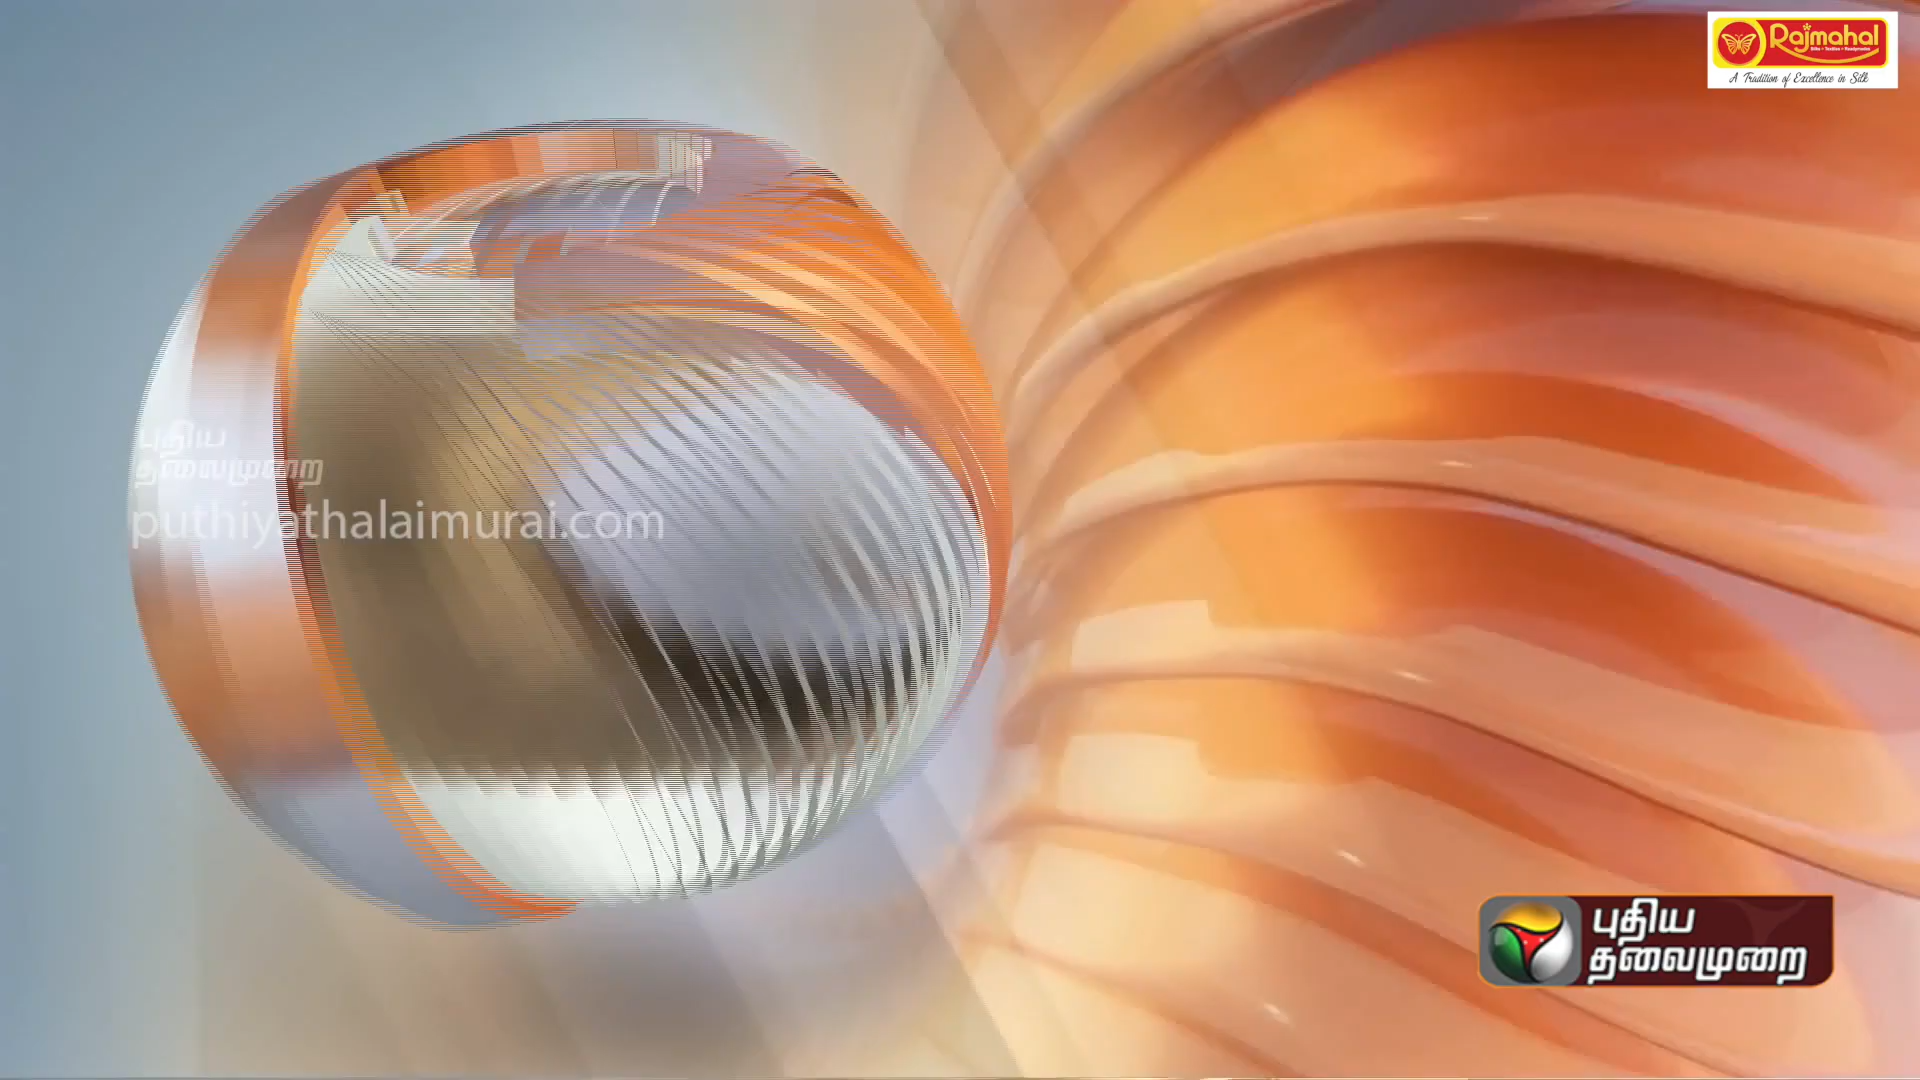 Rajmahal
A Tradition of Excellence in Silk
புதிய
தலைமுறை
puthiyathalaimurai.com
புதிய
தலைமுறை